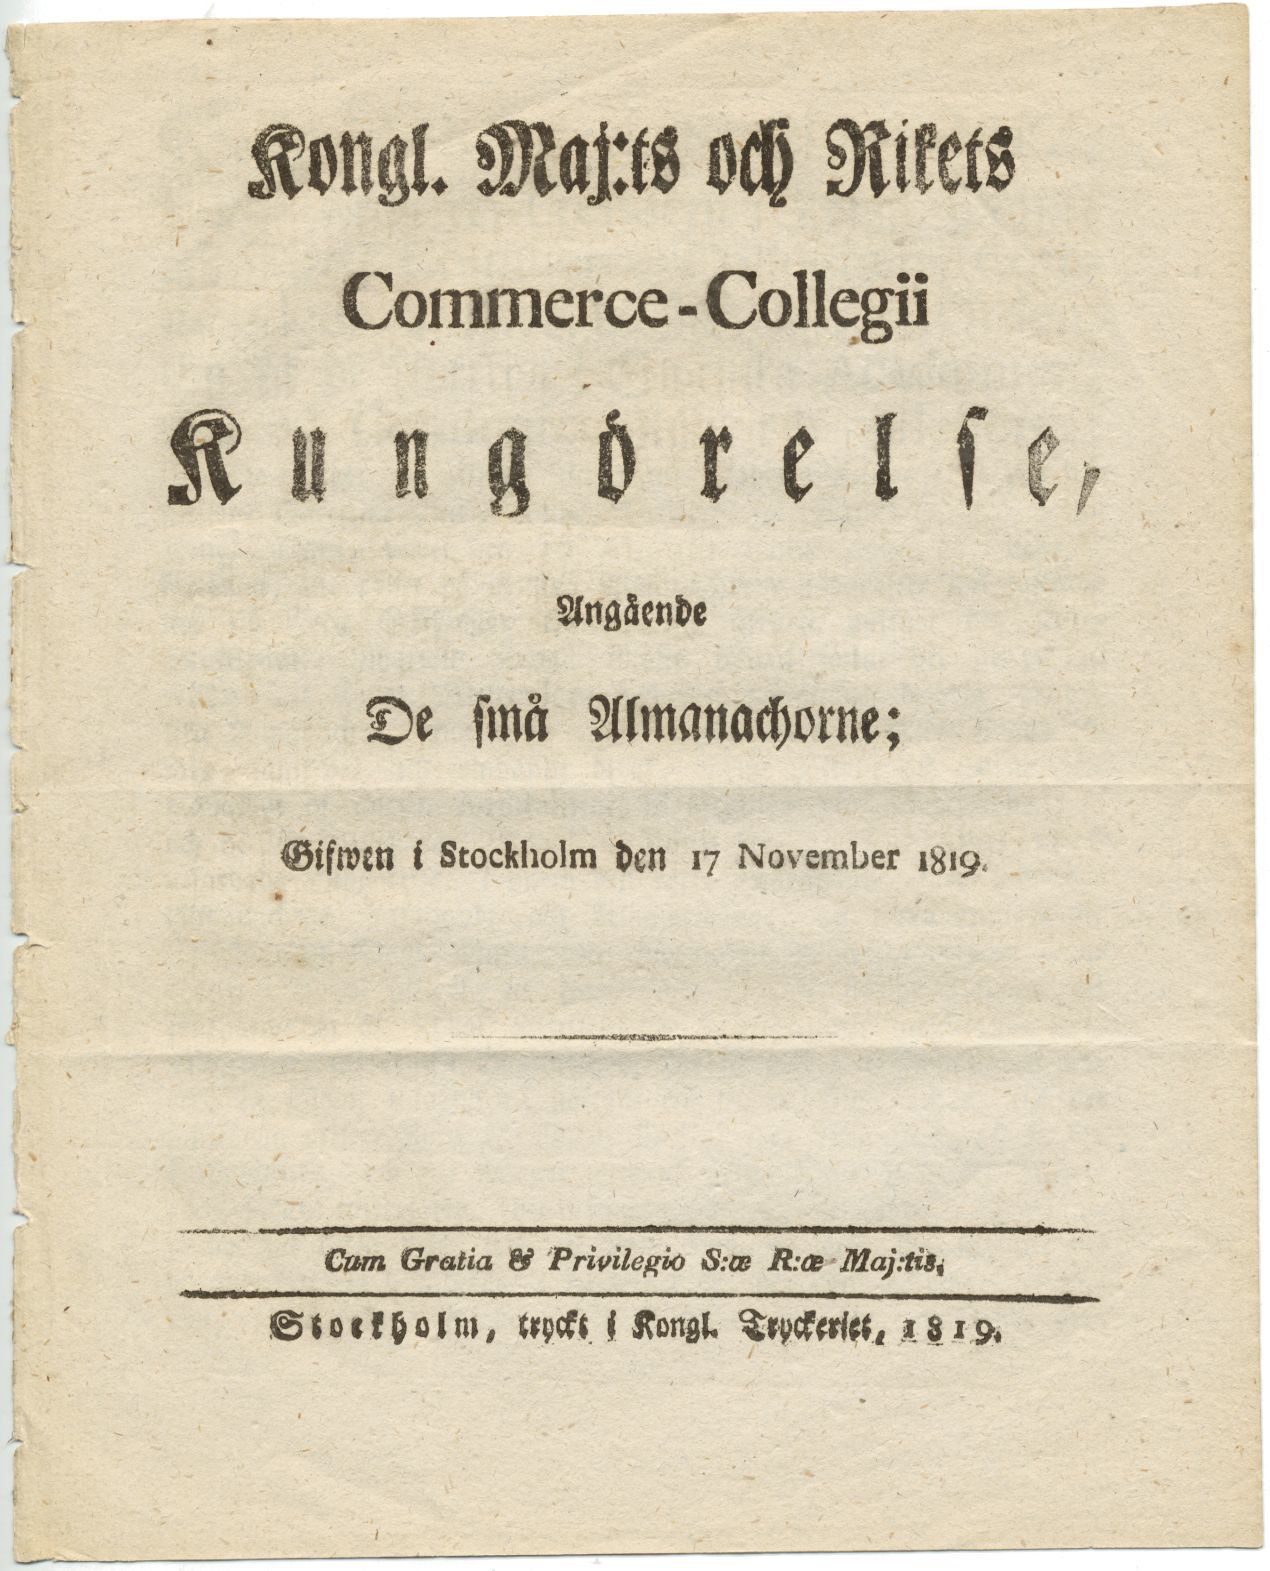 Kongl. Maj:ts och Rikets
Commerce-Collegii
Kungörelse,
Angående
De små Almanachorne;
Gifwen i Stockholm den 17 November 1819.
Cum Gratia & Privilegio S:æ R:æ Maj:tis.
Stockholm, tryckt i Kongl. Tryckeriet, 1819.